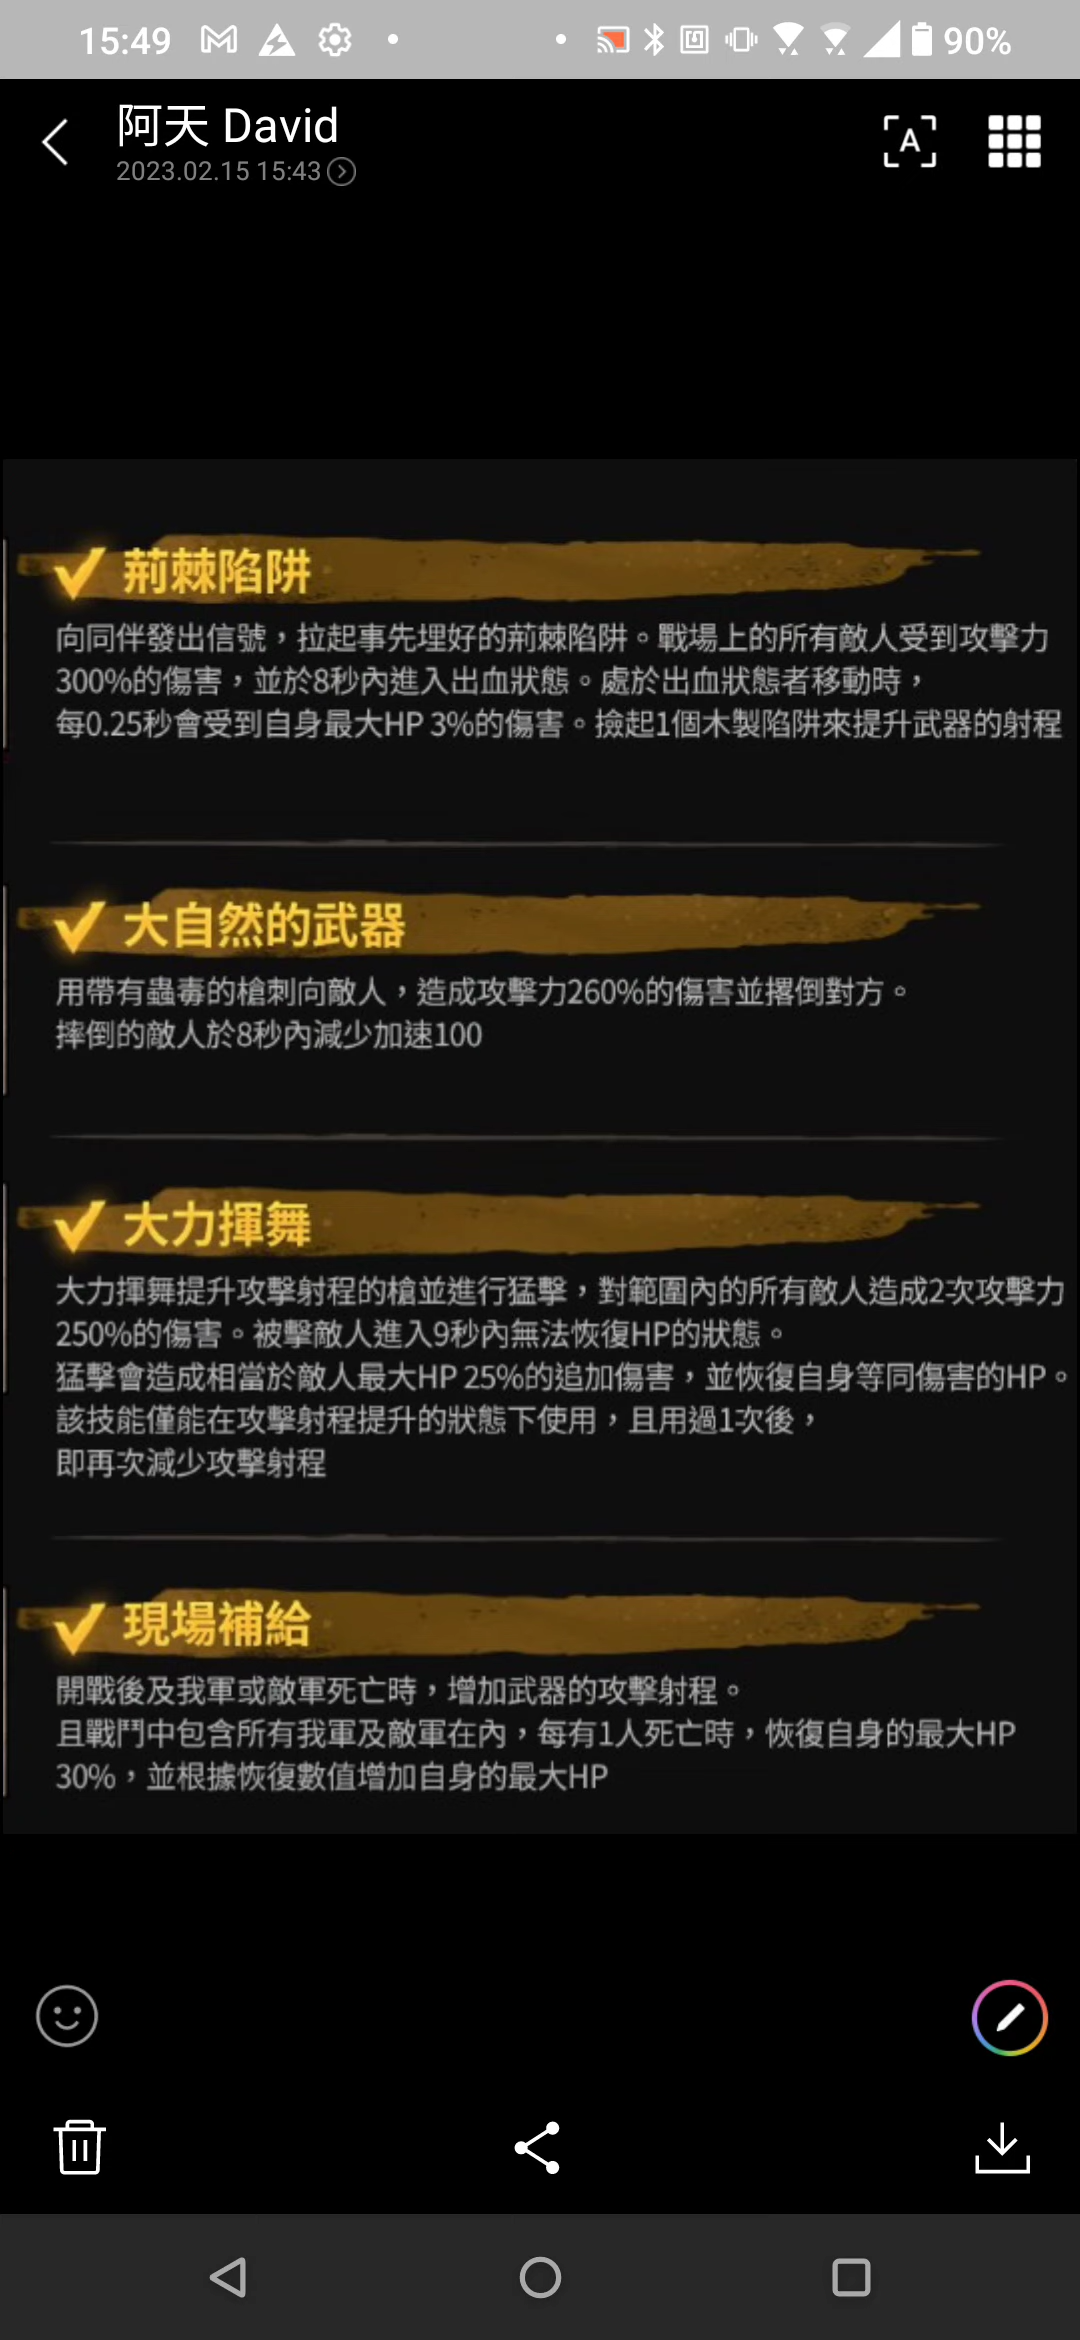 15:49
90%
阿天 David
2023.02.15 15:43
A
荊棘陷阱
向同伴發出信號，拉起事先埋好的荊棘陷阱。戰場上的所有敵人受到攻擊力
300%的傷害，並於8秒內進入出血狀態。處於出血狀態者移動時，
每0.25秒會受到自身最大HP 3%的傷害。撿起1個木製陷阱來提升武器的射程
大自然的武器
用帶有蟲毒的槍刺向敵人，造成攻擊力260%的傷害並撂倒對方。
摔倒的敵人於8秒內減少加速100
大力揮舞
大力揮舞提升攻擊射程的槍並進行猛擊，對範圍內的所有敵人造成2次攻擊力
250%的傷害。被擊敵人進入9秒內無法恢復HP的狀態。
猛擊會造成相當於敵人最大HP 25%的追加傷害，並恢復自身等同傷害的HP。
該技能僅能在攻擊射程提升的狀態下使用，且用過1次後，
即再次減少攻擊射程
現場補給
開戰後及我軍或敵軍死亡時，增加武器的攻擊射程。
且戰鬥中包含所有我軍及敵軍在內，每有1人死亡時，恢復自身的最大HP
30%，並根據恢復數值增加自身的最大HP